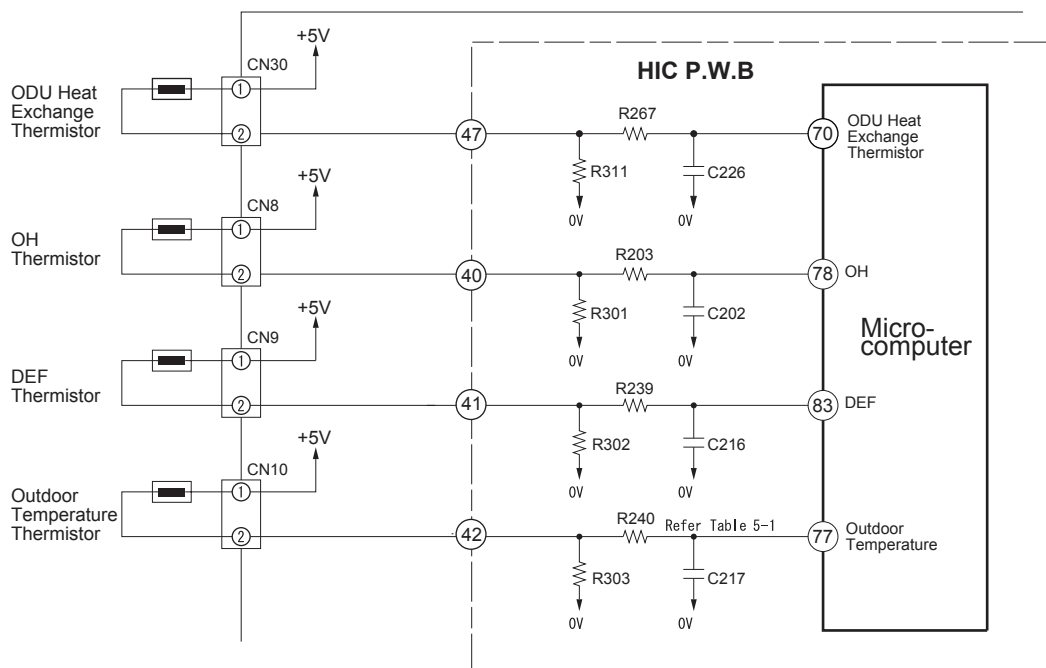 +5V
CN30
HIC P.W.B
ODU Heat
Exchange
Thermistor
1
2
47
R267
70
ODU Heat
Exchange
Thermistor
R311
C226
0V
0V
+5V
CN8
OH
Thermistor
1
2
40
R203
78
OH
R301
C202
0V
0V
Micro-
computer
+5V
CN9
DEF
Thermistor
1
2
41
R239
83
DEF
R302
C216
0V
0V
+5V
CN10
Outdoor
Temperature
Thermistor
1
2
42
R240
Refer Table 5-1
77
Outdoor
Temperature
R303
C217
0V
0V